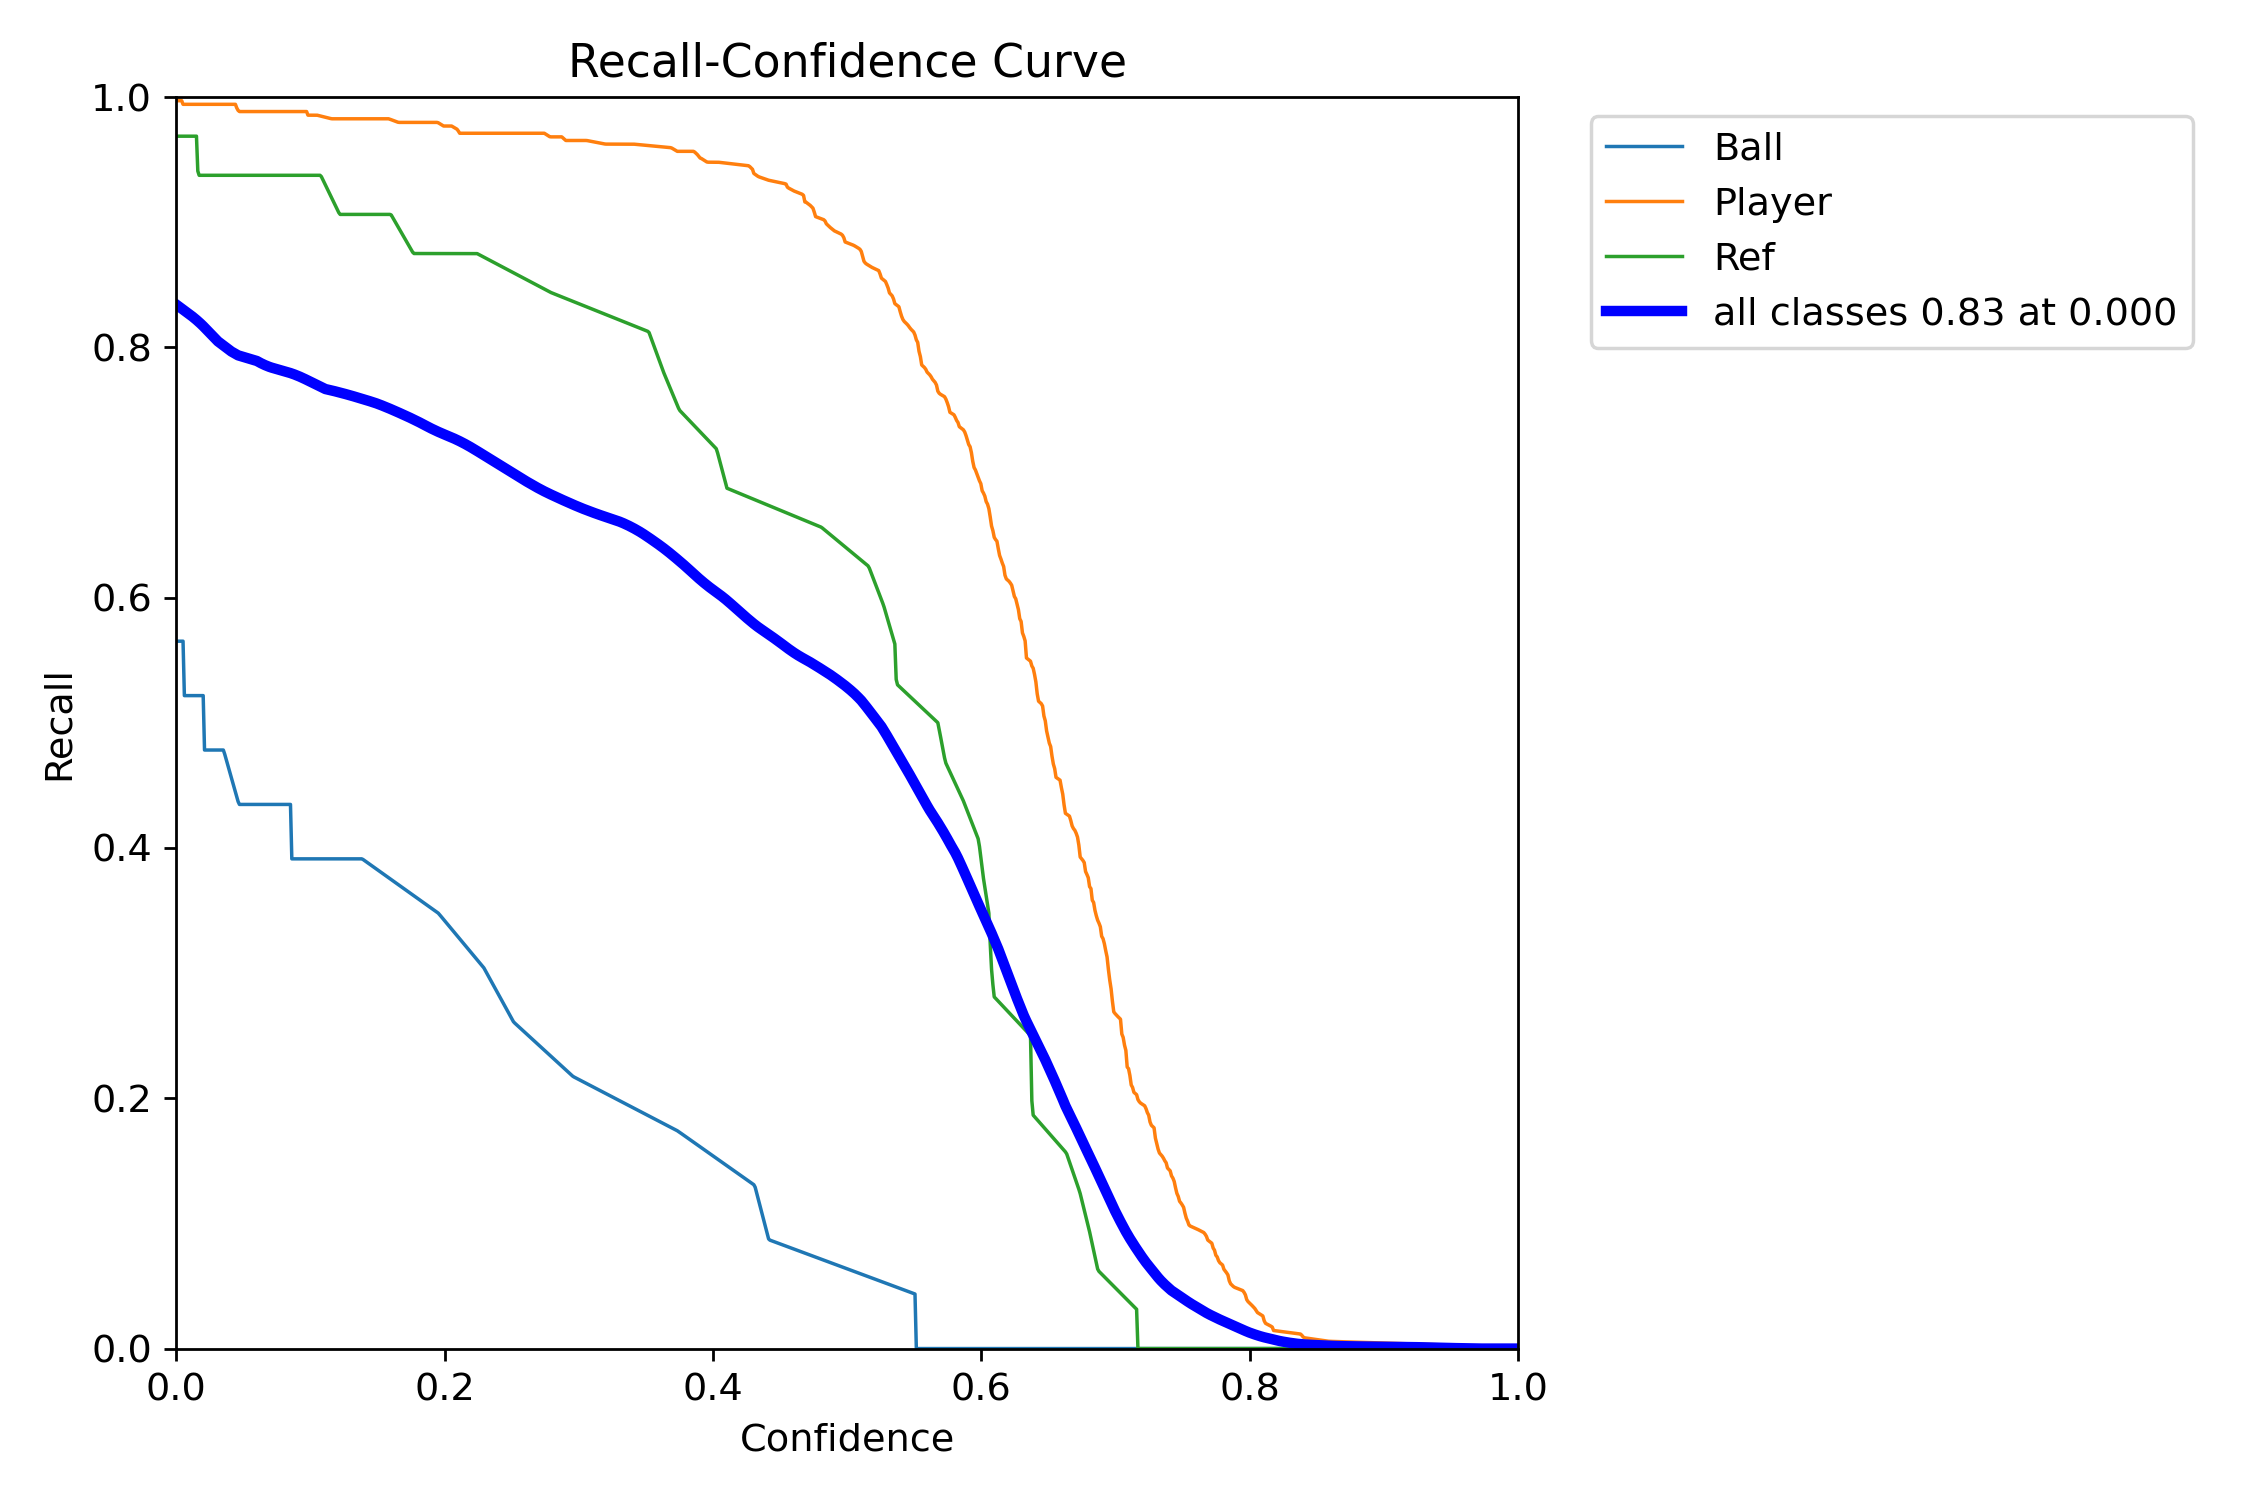 Recall-Confidence Curve
1.0
0.8
0.6
0.4
0.2
0.0
Recall
0.0 0.2 0.4 0.6 0.8 1.0
Confidence
Ball
Player
Ref
all classes 0.83 at 0.000